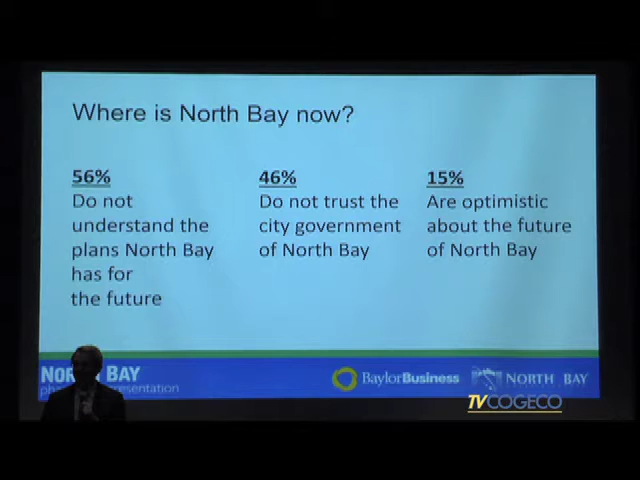 Where is North Bay now?
56%
Do not
understand the
plans North Bay
has for
the future
46%
Do not trust the
city government
of North Bay
15%
Are optimistic
about the future
of North Bay
NORTH BAY
presentation
BaylorBusiness
NORTH BAY
TVCOGECO